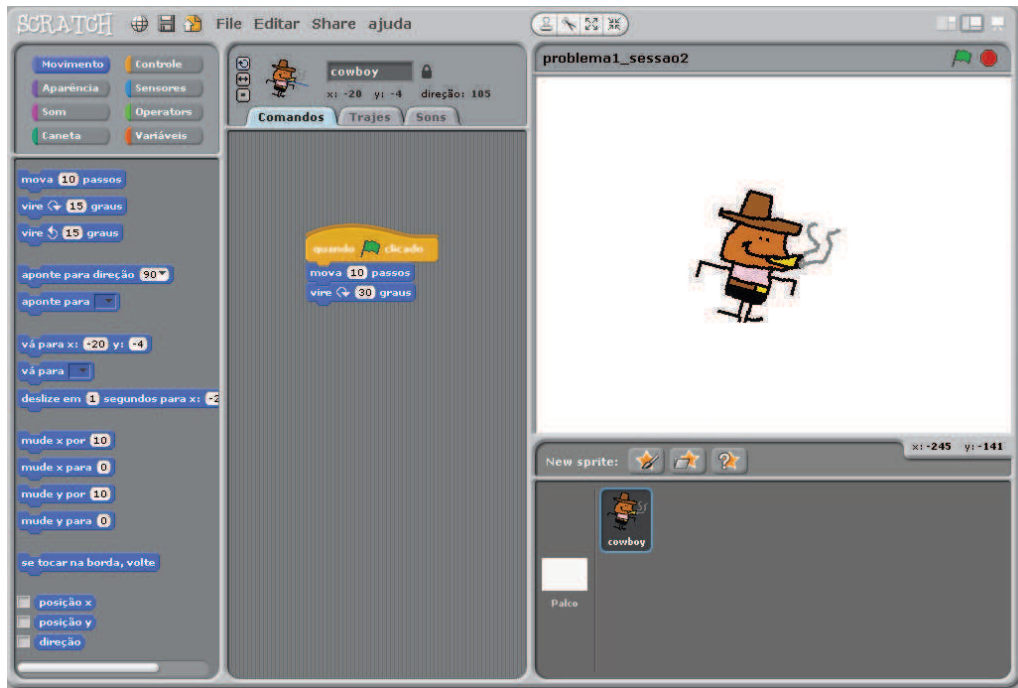 SCRATCH File Editar Share ajuda
Movimento Controle
Aparência Sensores
Som Operators
Caneta Variáveis
mova 10 passos
vire 15 graus
vire 15 graus
aponte para direção 90
aponte para
vá para x: -20 y: -4
vá para
deslize em 1 segundos para x: -2
mude x por 10
mude x para 0
mude y por 10
mude y para 0
se tocar na borda, volte
posição x
posição y
direção
cowboy
x: -20 y: -4 direção: 105
Comandos Trajes Sons
quando clicado
mova 10 passos
vire 30 graus
problema1_sessao2
x: -245 y: -141
New sprite:
cowboy
Palco